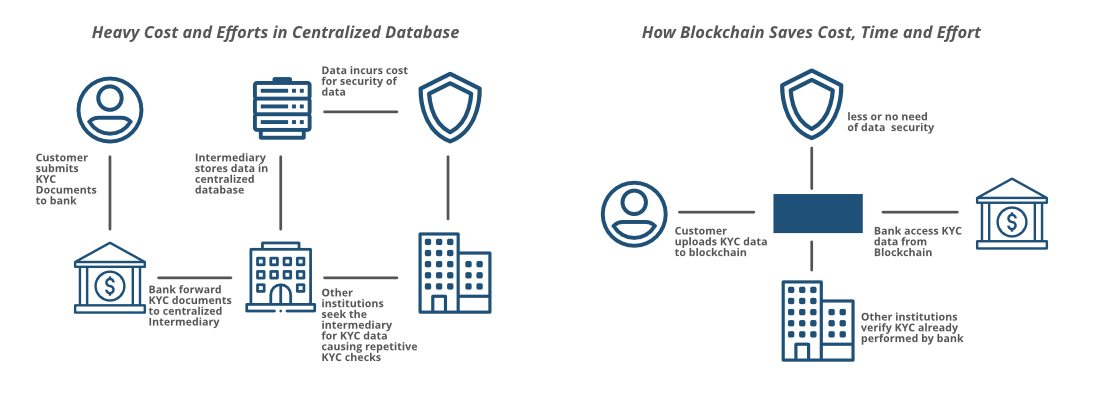 Heavy Cost and Efforts in Centralized Database
Data incurs cost
for security of
data
Customer
submits
KYC
Documents
to bank
Intermediary
stores data in
centralized
database
$
Bank forward
KYC documents
to centralized
Intermediary
Other
institutions
seek the
intermediary
for KYC data
causing repetitive
KYC checks
How Blockchain Saves Cost, Time and Effort
less or no need
of data security
Customer
uploads KYC data
to blockchain
$
Bank access KYC
data from
Blockchain
Other institutions
verify KYC already
performed by bank